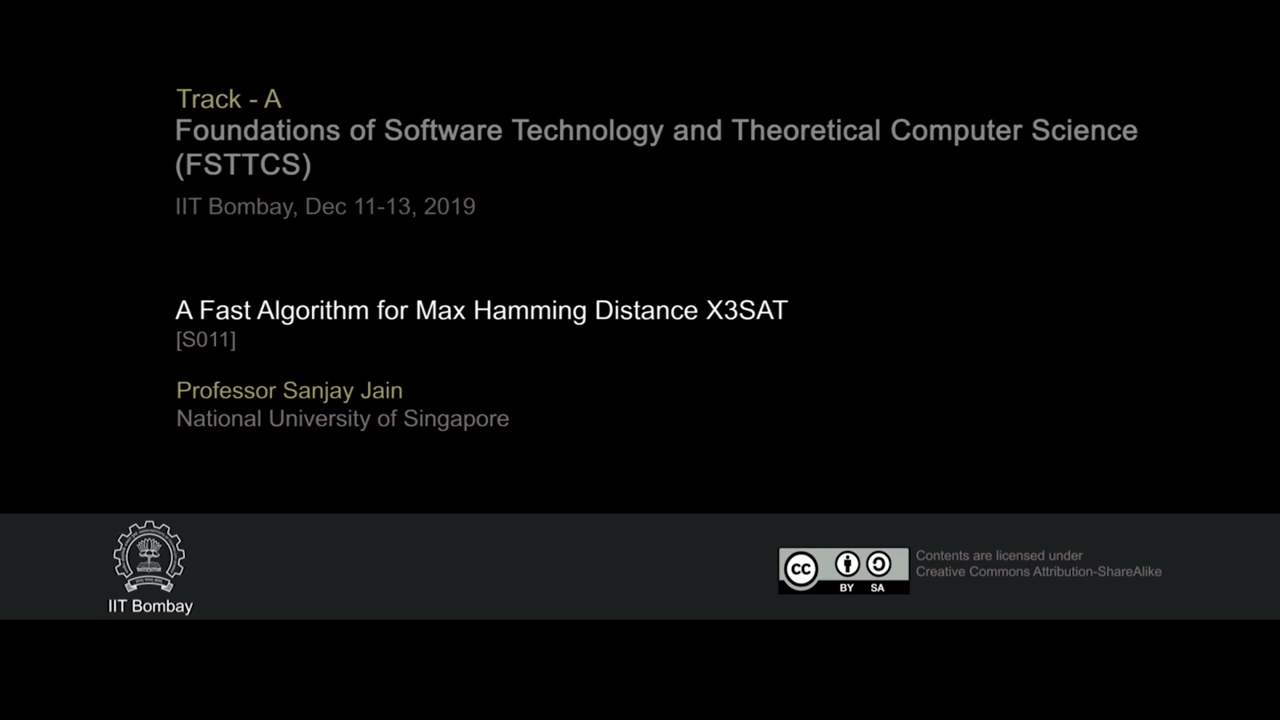 Track - A
Foundations of Software Technology and Theoretical Computer Science
(FSTTCS)
IIT Bombay, Dec 11-13, 2019
A Fast Algorithm for Max Hamming Distance X3SAT
[S011]
Professor Sanjay Jain
National University of Singapore
IIT Bombay
cc
BY SA
Contents are licensed under
Creative Commons Attribution-ShareAlike